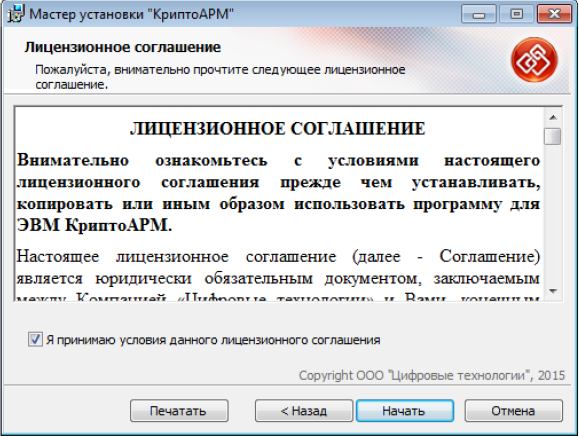 Мастер установки "КриптоАРМ"
Лицензионное соглашение
Пожалуйста, внимательно прочтите следующее лицензионное
соглашение.
ЛИЦЕНЗИОННОЕ СОГЛАШЕНИЕ
Внимательно ознакомьтесь с условиями настоящего
лицензионного соглашения прежде чем устанавливать,
копировать или иным образом использовать программу для
ЭВМ КриптоАРМ.
Настоящее лицензионное соглашение (далее - Соглашение)
является юридически обязательным документом, заключаемым
между Компанией «Цифровые технологии» и Вами, конечным
Я принимаю условия данного лицензионного соглашения
Copyright ООО "Цифровые технологии", 2015
Печатать
< Назад
Начать
Отмена